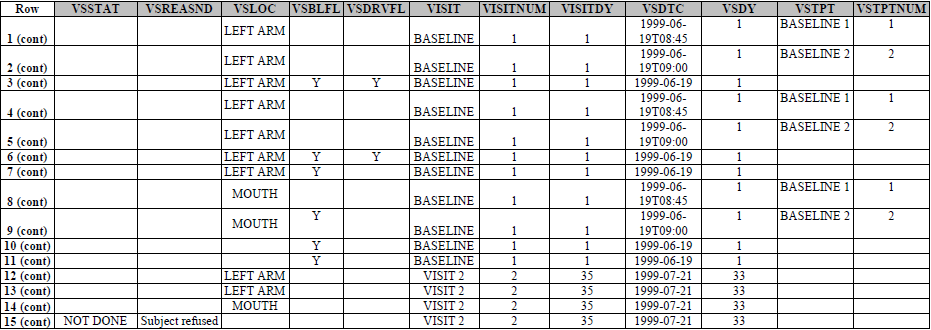 Row VSSTAT VSREASND VSLOC VSBLFL VSDRVFL VISIT VISITNUM VISITDY VSDTC VSDY VSTPT VSTPTNUM
1 (cont) LEFT ARM BASELINE 1 1 1999-06-19T08:45 1 BASELINE 1 1
2 (cont) LEFT ARM BASELINE 1 1 1999-06-19T09:00 1 BASELINE 2 2
3 (cont) LEFT ARM Y Y BASELINE 1 1 1999-06-19 1
4 (cont) LEFT ARM BASELINE 1 1 1999-06-19T08:45 1 BASELINE 1 1
5 (cont) LEFT ARM BASELINE 1 1 1999-06-19T09:00 1 BASELINE 2 2
6 (cont) LEFT ARM Y Y BASELINE 1 1 1999-06-19 1
7 (cont) LEFT ARM Y BASELINE 1 1 1999-06-19 1
8 (cont) MOUTH BASELINE 1 1 1999-06-19T08:45 1 BASELINE 1 1
9 (cont) MOUTH Y BASELINE 1 1 1999-06-19T09:00 1 BASELINE 2 2
10 (cont) Y BASELINE 1 1 1999-06-19 1
11 (cont) Y BASELINE 1 1 1999-06-19 1
12 (cont) LEFT ARM VISIT 2 2 35 1999-07-21 33
13 (cont) LEFT ARM VISIT 2 2 35 1999-07-21 33
14 (cont) MOUTH VISIT 2 2 35 1999-07-21 33
15 (cont) NOT DONE Subject refused VISIT 2 2 35 1999-07-21 33